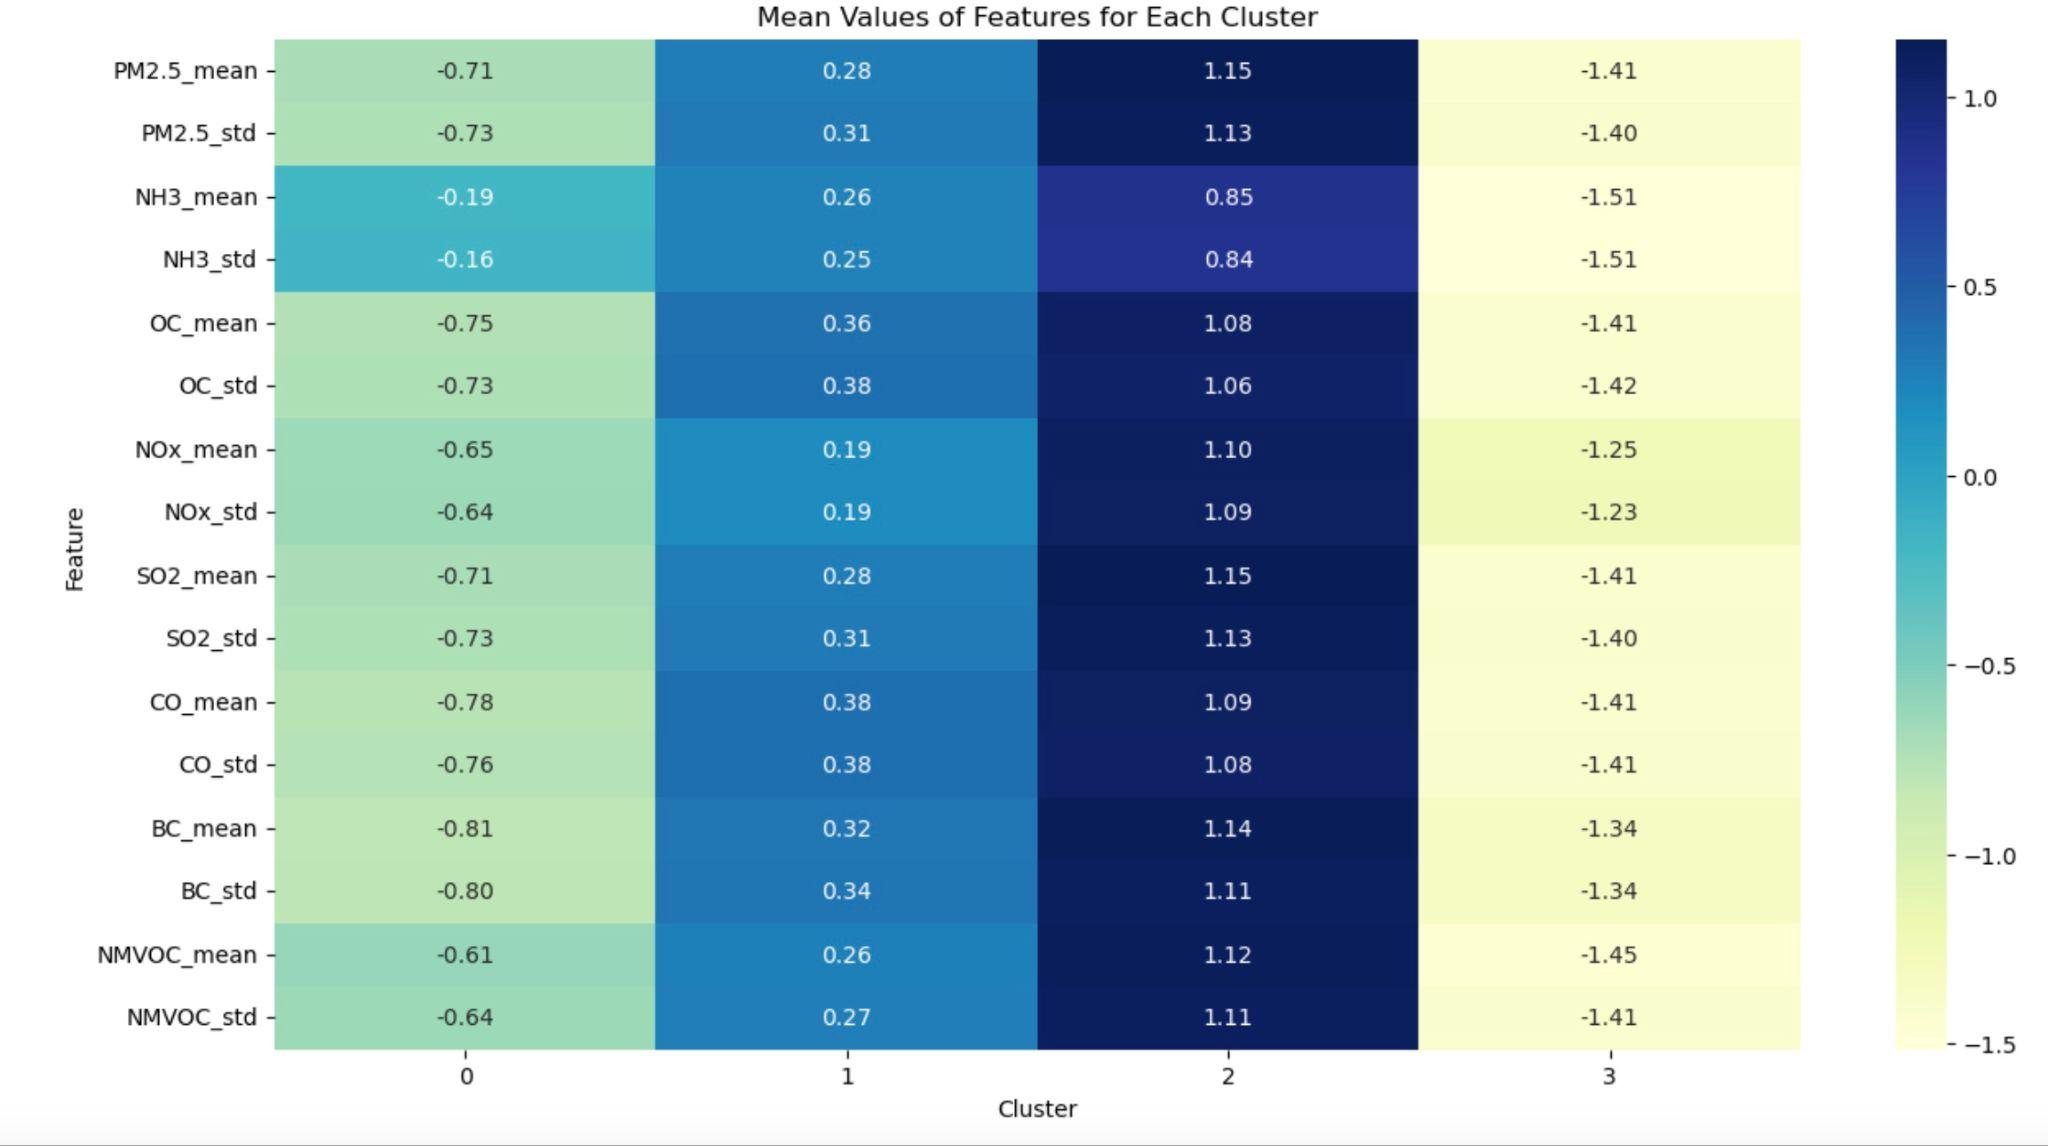 Mean Values of Features for Each Cluster
PM2.5_mean -0.71 0.28 1.15 -1.41
1.0
PM2.5_std -0.73 0.31 1.13 -1.40
NH3_mean -0.19 0.26 0.85 -1.51
NH3_std -0.16 0.25 0.84 -1.51
0.5
OC_mean -0.75 0.36 1.08 -1.41
OC_std -0.73 0.38 1.06 -1.42
NOx_mean -0.65 0.19 1.10 -1.25
0.0
NOx_std -0.64 0.19 1.09 -1.23
Feature
SO2_mean -0.71 0.28 1.15 -1.41
SO2_std -0.73 0.31 1.13 -1.40
−0.5
CO_mean -0.78 0.38 1.09 -1.41
CO_std -0.76 0.38 1.08 -1.41
BC_mean -0.81 0.32 1.14 -1.34
−1.0
BC_std -0.80 0.34 1.11 -1.34
NMVOC_mean -0.61 0.26 1.12 -1.45
NMVOC_std -0.64 0.27 1.11 -1.41
−1.5
0 1 2 3
Cluster